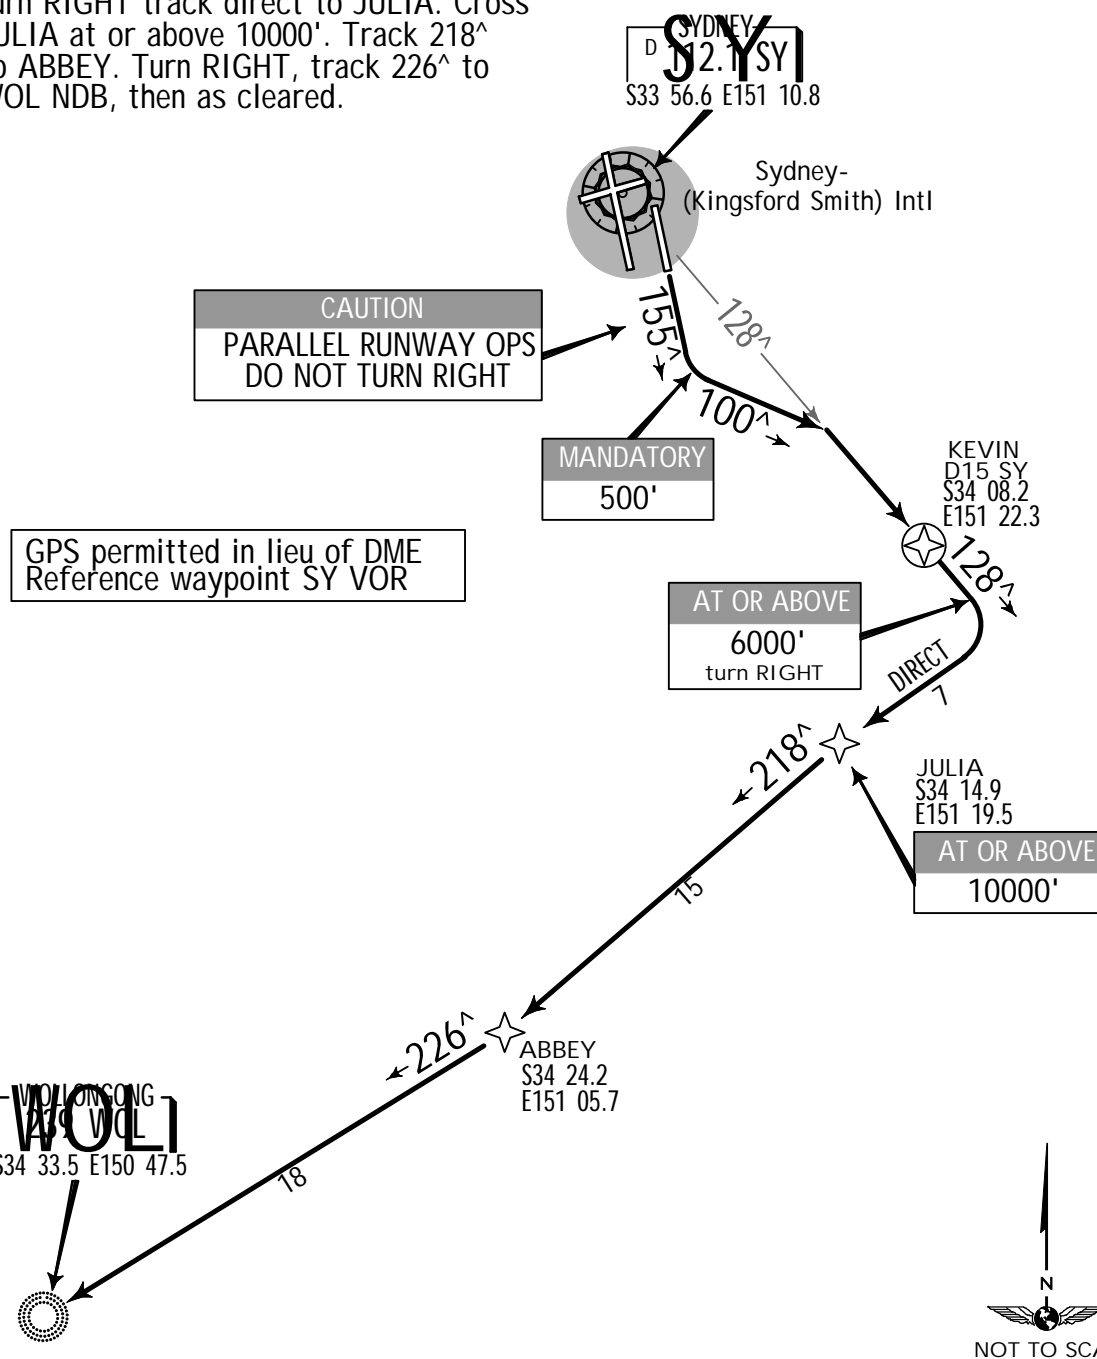 urn RIGHT track direct to JULIA. Cross
ULIA at or above 10000'. Track 218^
o ABBEY. Turn RIGHT, track 226^ to
WOL NDB, then as cleared.
SYDNEY
D 112.1 SY
S Y
S33 56.6 E151 10.8
Sydney-
(Kingsford Smith) Intl
CAUTION
PARALLEL RUNWAY OPS
DO NOT TURN RIGHT
155^
128^
100^
MANDATORY
500'
KEVIN
D15 SY
S34 08.2
E151 22.3
GPS permitted in lieu of DME
Reference waypoint SY VOR
128^
AT OR ABOVE
6000'
turn RIGHT
DIRECT
7
218^
JULIA
S34 14.9
E151 19.5
AT OR ABOVE
10000'
15
226^
ABBEY
S34 24.2
E151 05.7
WOLLONGONG
239 WOL
WOL
S34 33.5 E150 47.5
18
N
NOT TO SCA